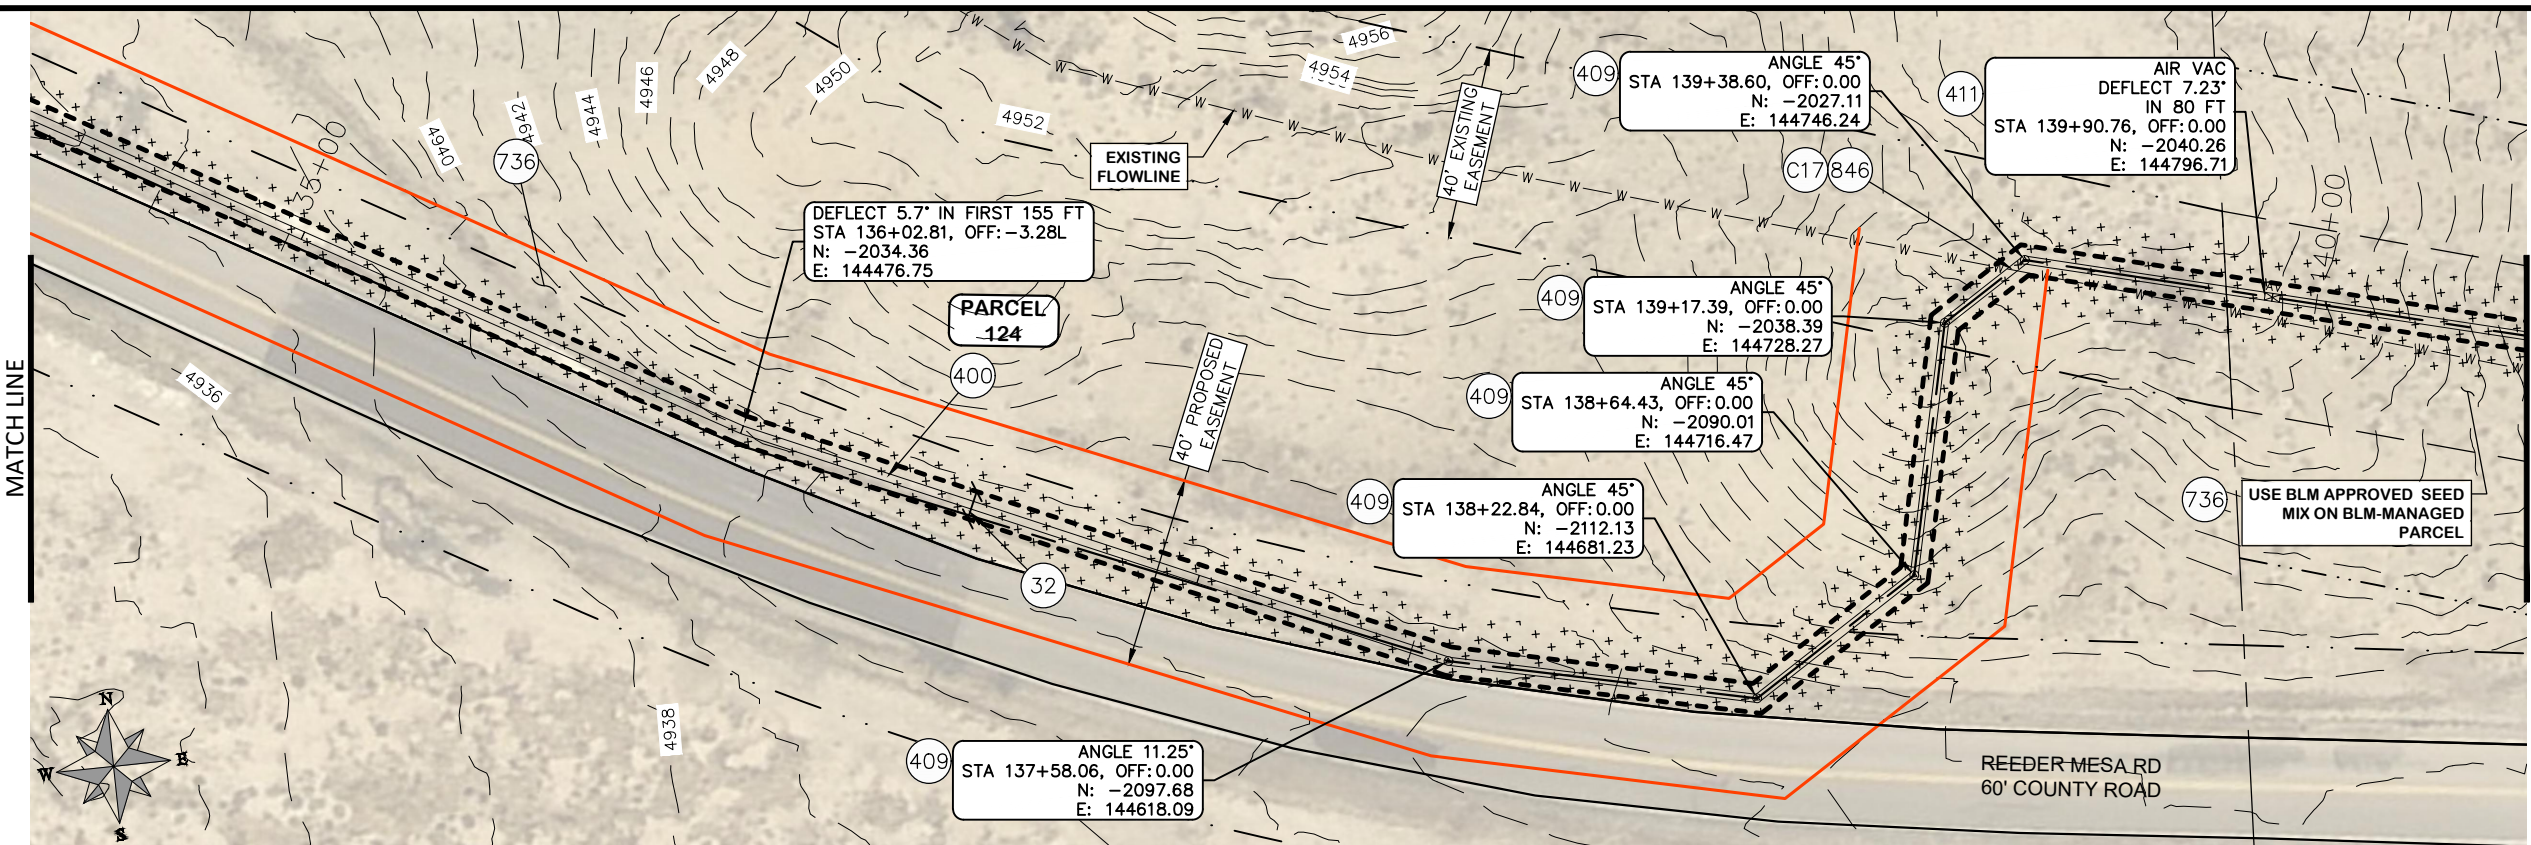 4956
4954
4952
4950
4948
4946
4944
4942
4940
4936
4938
135+00
40+00
736
DEFLECT 5.7° IN FIRST 155 FT
STA 136+02.81, OFF:-3.28L
N: -2034.36
E: 144476.75
PARCEL
124
400
32
EXISTING
FLOWLINE
40' EXISTING
EASEMENT
40' PROPOSED
EASEMENT
409
ANGLE 45°
STA 139+38.60, OFF:0.00
N: -2027.11
E: 144746.24
C17
846
411
AIR VAC
DEFLECT 7.23°
IN 80 FT
STA 139+90.76, OFF:0.00
N: -2040.26
E: 144796.71
409
ANGLE 45°
STA 139+17.39, OFF:0.00
N: -2038.39
E: 144728.27
409
ANGLE 45°
STA 138+64.43, OFF:0.00
N: -2090.01
E: 144716.47
409
ANGLE 45°
STA 138+22.84, OFF:0.00
N: -2112.13
E: 144681.23
736
USE BLM APPROVED SEED
MIX ON BLM-MANAGED
PARCEL
409
ANGLE 11.25°
STA 137+58.06, OFF:0.00
N: -2097.68
E: 144618.09
REEDER MESA RD
60' COUNTY ROAD
MATCH LINE
N
W
E
S